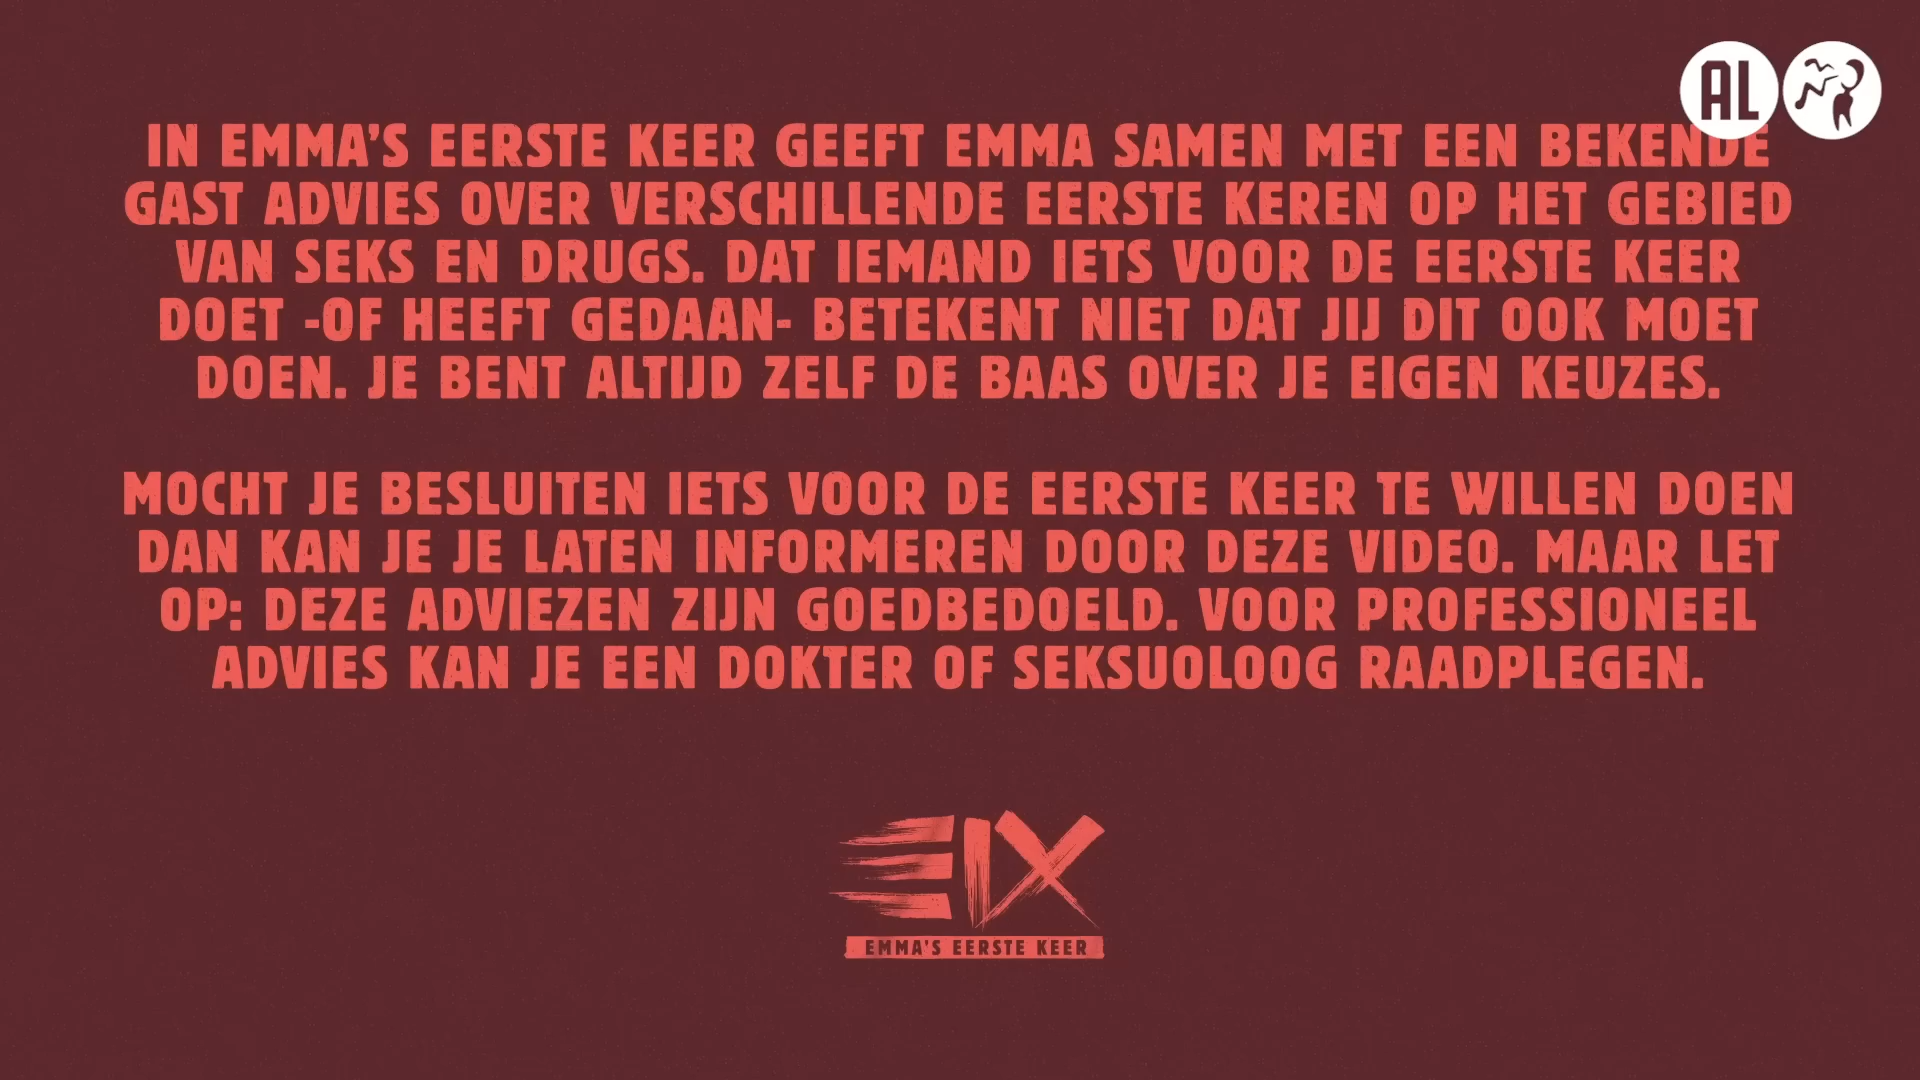 AL
IN EMMA'S EERSTE KEER GEEFT EMMA SAMEN MET EEN BEKENDE
GAST ADVIES OVER VERSCHILLENDE EERSTE KEREN OP HET GEBIED
VAN SEKS EN DRUGS. DAT IEMAND IETS VOOR DE EERSTE KEER
DOET -OF HEEFT GEDAAN- BETEKENT NIET DAT JIJ DIT OOK MOET
DOEN. JE BENT ALTIJD ZELF DE BAAS OVER JE EIGEN KEUZES.
MOCHT JE BESLUITEN IETS VOOR DE EERSTE KEER TE WILLEN DOEN
DAN KAN JE JE LATEN INFORMEREN DOOR DEZE VIDEO. MAAR LET
OP: DEZE ADVIEZEN ZIJN GOEDBEDOELD. VOOR PROFESSIONEEL
ADVIES KAN JE EEN DOKTER OF SEKSUOLOOG RAADPLEGEN.
E1X
EMMA'S EERSTE KEER